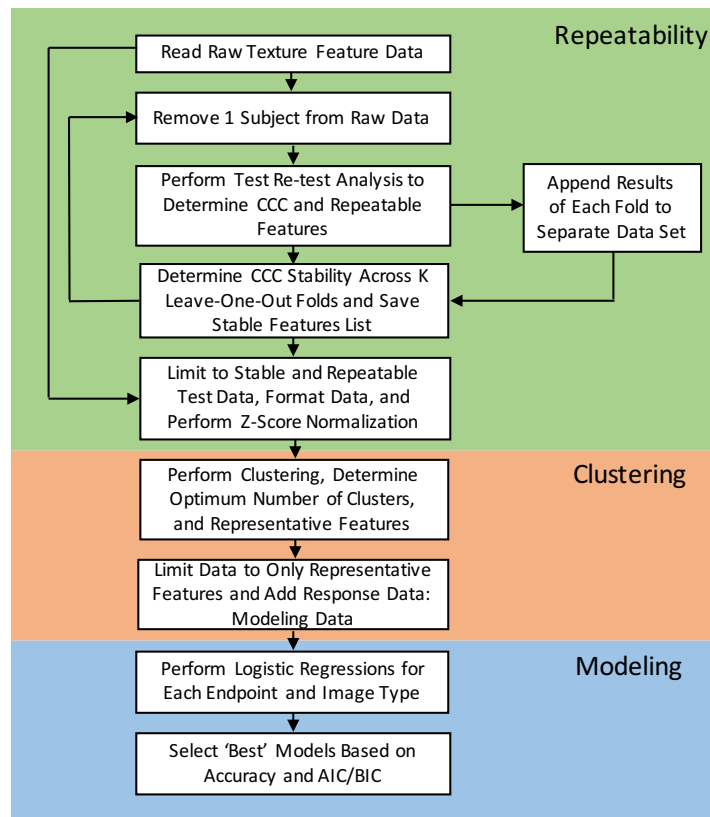 Repeatability
Read Raw Texture Feature Data
Remove 1 Subject from Raw Data
Perform Test Re-test Analysis to
Determine CCC and Repeatable
Features
Append Results
of Each Fold to
Separate Data Set
Determine CCC Stability Across K
Leave-One-Out Folds and Save
Stable Features List
Limit to Stable and Repeatable
Test Data, Format Data, and
Perform Z-Score Normalization
Clustering
Perform Clustering, Determine
Optimum Number of Clusters,
and Representative Features
Limit Data to Only Representative
Features and Add Response Data:
Modeling Data
Modeling
Perform Logistic Regressions for
Each Endpoint and Image Type
Select ‘Best’ Models Based on
Accuracy and AIC/BIC